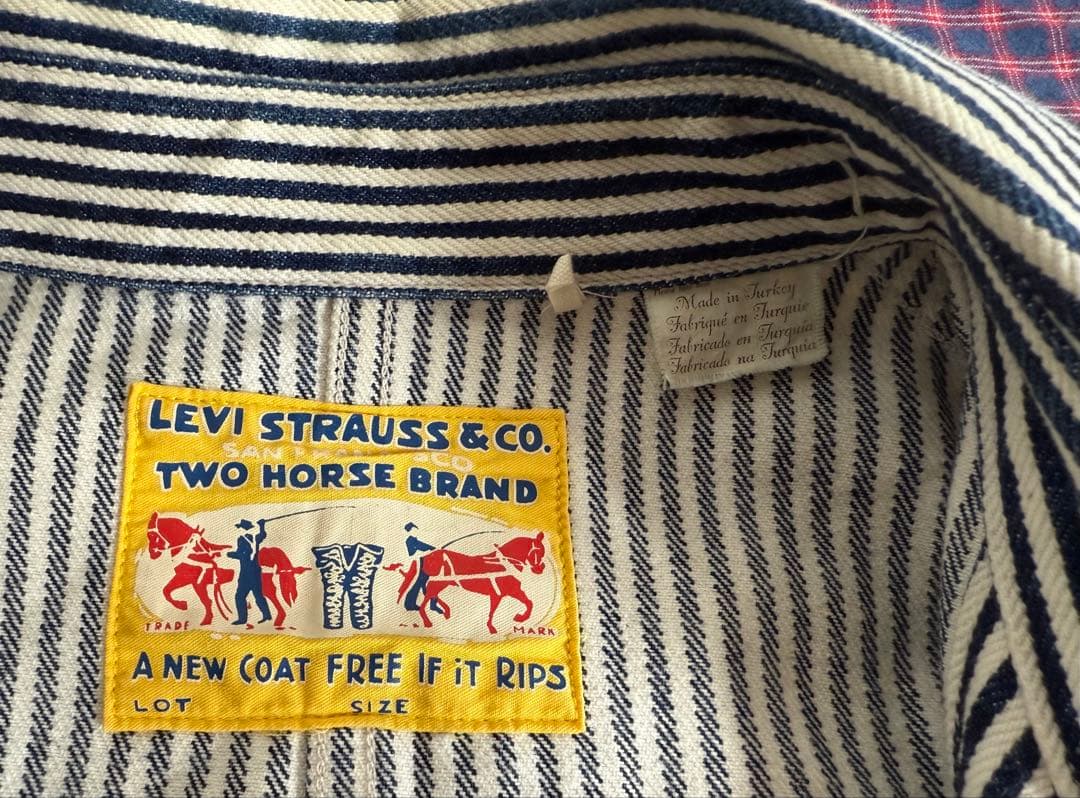 Made in Turkey
Fabriqué en Turquie
Fabricado en Turquía
Fabricado na Turquia
LEVI STRAUSS & CO.
SAN FRANCISCO
TWO HORSE BRAND
TRADE MARK
A NEW COAT FREE IF iT RIPS
LOT SIZE